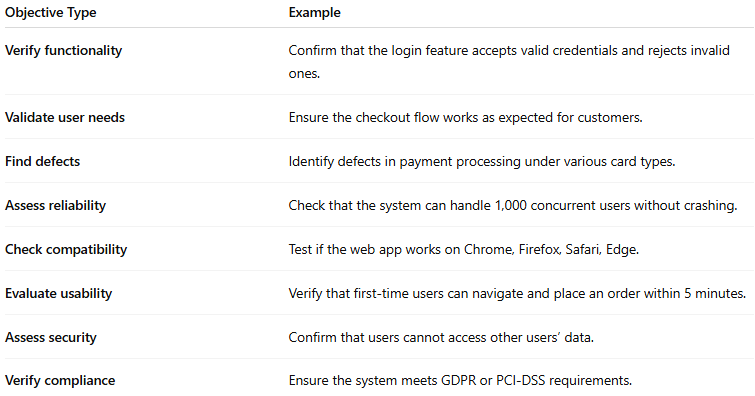 Objective Type Example
Verify functionality Confirm that the login feature accepts valid credentials and rejects invalid
ones.
Validate user needs Ensure the checkout flow works as expected for customers.
Find defects Identify defects in payment processing under various card types.
Assess reliability Check that the system can handle 1,000 concurrent users without crashing.
Check compatibility Test if the web app works on Chrome, Firefox, Safari, Edge.
Evaluate usability Verify that first-time users can navigate and place an order within 5 minutes.
Assess security Confirm that users cannot access other users’ data.
Verify compliance Ensure the system meets GDPR or PCI-DSS requirements.